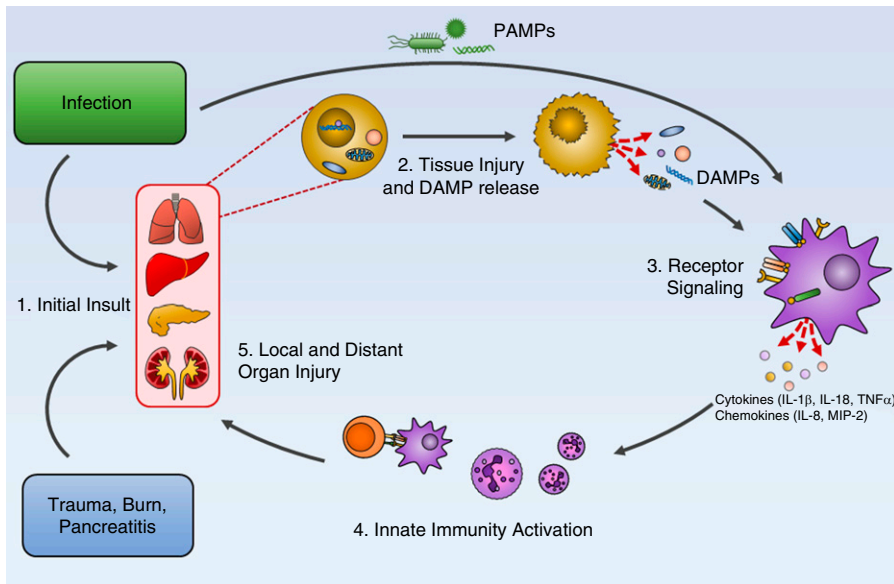 PAMPs
Infection
2. Tissue Injury
and DAMP release
DAMPs
3. Receptor
Signaling
1. Initial Insult
5. Local and Distant
Organ Injury
Cytokines (IL-1β, IL-18, TNFα)
Chemokines (IL-8, MIP-2)
Trauma, Burn,
Pancreatitis
4. Innate Immunity Activation